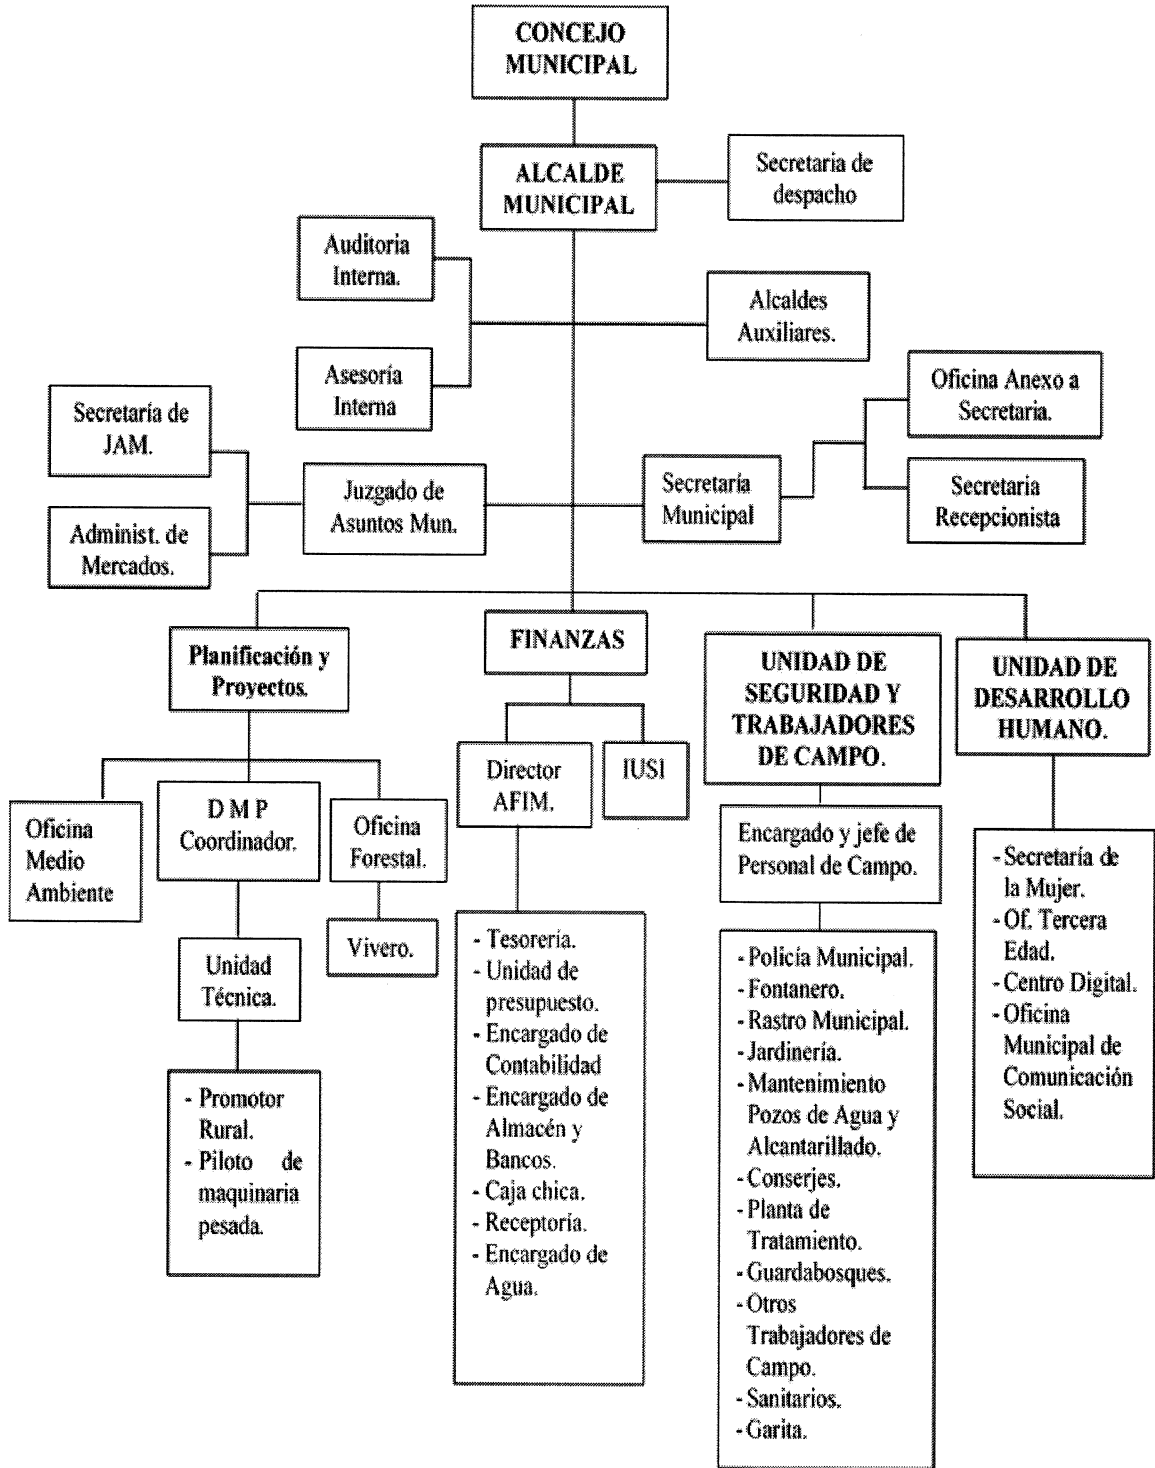 CONCEJO
MUNICIPAL
ALCALDE
MUNICIPAL
Secretaria de
despacho
Auditoria
Interna.
Alcaldes
Auxiliares.
Asesoría
Interna
Oficina Anexo a
Secretaria.
Secretaría de
JAM.
Juzgado de
Asuntos Mun.
Secretaría
Municipal
Secretaria
Recepcionista
Administ. de
Mercados.
Planificación y
Proyectos.
FINANZAS
UNIDAD DE
SEGURIDAD Y
TRABAJADORES
DE CAMPO.
UNIDAD DE
DESARROLLO
HUMANO.
Oficina
Medio
Ambiente
D M P
Coordinador.
Oficina
Forestal.
Director
AFIM.
IUSI
Encargado y jefe de
Personal de Campo.
- Secretaría de
la Mujer.
- Of. Tercera
Edad.
- Centro Digital.
- Oficina
Municipal de
Comunicación
Social.
Unidad
Técnica.
Vivero.
- Promotor
Rural.
- Piloto de
maquinaria
pesada.
- Tesorería.
- Unidad de
presupuesto.
- Encargado de
Contabilidad
- Encargado de
Almacén y
Bancos.
- Caja chica.
- Receptoría.
- Encargado de
Agua.
- Policía Municipal.
- Fontanero.
- Rastro Municipal.
- Jardinería.
- Mantenimiento
Pozos de Agua y
Alcantarillado.
- Conserjes.
- Planta de
Tratamiento.
- Guardabosques.
- Otros
Trabajadores de
Campo.
- Sanitarios.
- Garita.